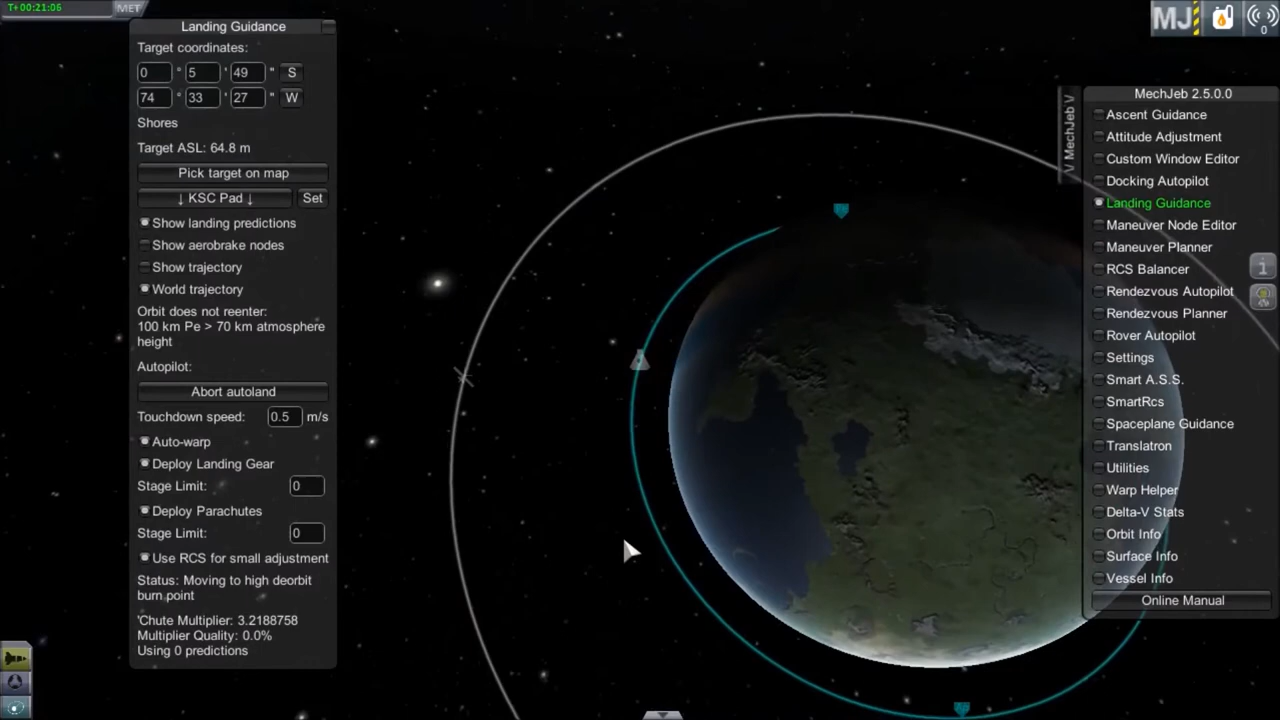 T+00:21:06
MET
Landing Guidance
Target coordinates:
0 ° 5 ' 49 " S
74 ° 33 ' 27 " W
Shores
Target ASL: 64.8 m
Pick target on map
↓ KSC Pad ↓ Set
Show landing predictions
Show aerobrake nodes
Show trajectory
World trajectory
Orbit does not reenter:
100 km Pe > 70 km atmosphere
height
Autopilot:
Abort autoland
Touchdown speed: 0.5 m/s
Auto-warp
Deploy Landing Gear
Stage Limit: 0
Deploy Parachutes
Stage Limit: 0
Use RCS for small adjustment
Status: Moving to high deorbit
burn point
'Chute Multiplier: 3.2188758
Multiplier Quality: 0.0%
Using 0 predictions
MJ
0
V MechJeb V
MechJeb 2.5.0.0
Ascent Guidance
Attitude Adjustment
Custom Window Editor
Docking Autopilot
Landing Guidance
Maneuver Node Editor
Maneuver Planner
RCS Balancer
Rendezvous Autopilot
Rendezvous Planner
Rover Autopilot
Settings
Smart A.S.S.
SmartRcs
Spaceplane Guidance
Translatron
Utilities
Warp Helper
Delta-V Stats
Orbit Info
Surface Info
Vessel Info
Online Manual